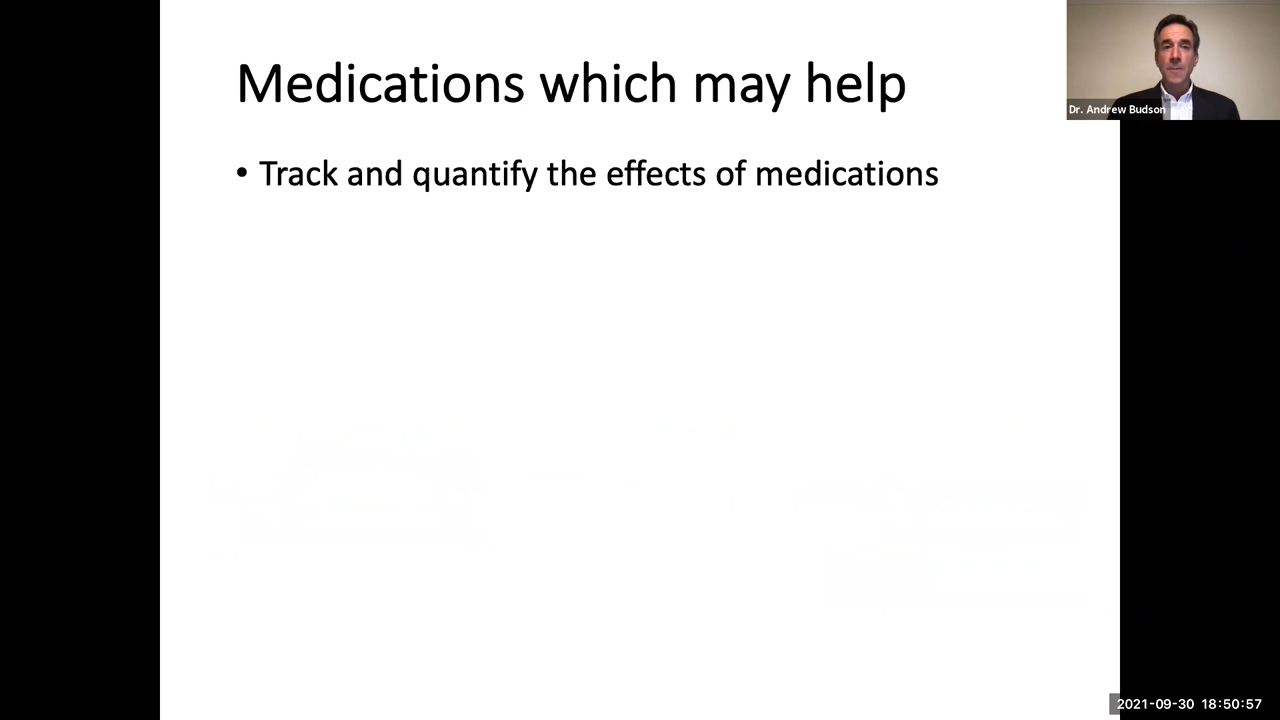 Medications which may help
Dr. Andrew Budson
• Track and quantify the effects of medications
2021-09-30 18:50:57